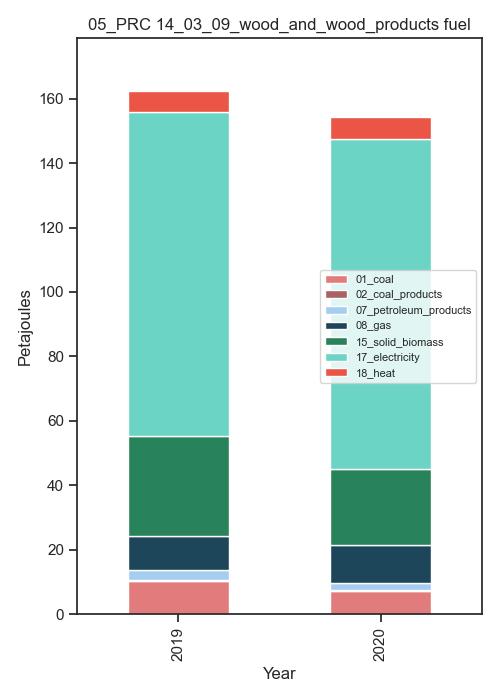 05_PRC 14_03_09_wood_and_wood_products fuel
Petajoules
160
140
120
100
80
60
40
20
0
01_coal
02_coal_products
07_petroleum_products
08_gas
15_solid_biomass
17_electricity
18_heat
2019
2020
Year